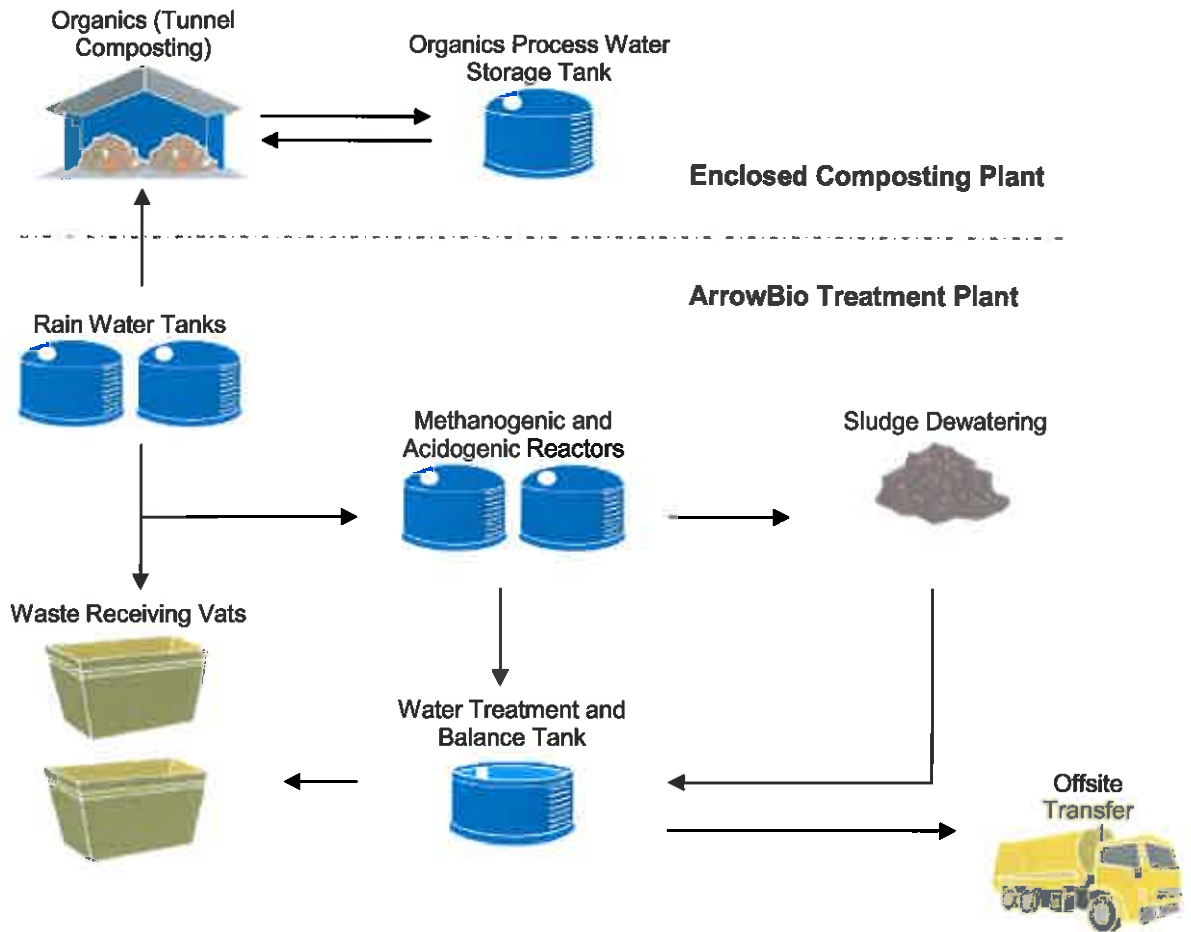 Organics (Tunnel
Composting)
Organics Process Water
Storage Tank
Enclosed Composting Plant
ArrowBio Treatment Plant
Rain Water Tanks
Methanogenic and
Acidogenic Reactors
Sludge Dewatering
Waste Receiving Vats
Water Treatment and
Balance Tank
Offsite
Transfer